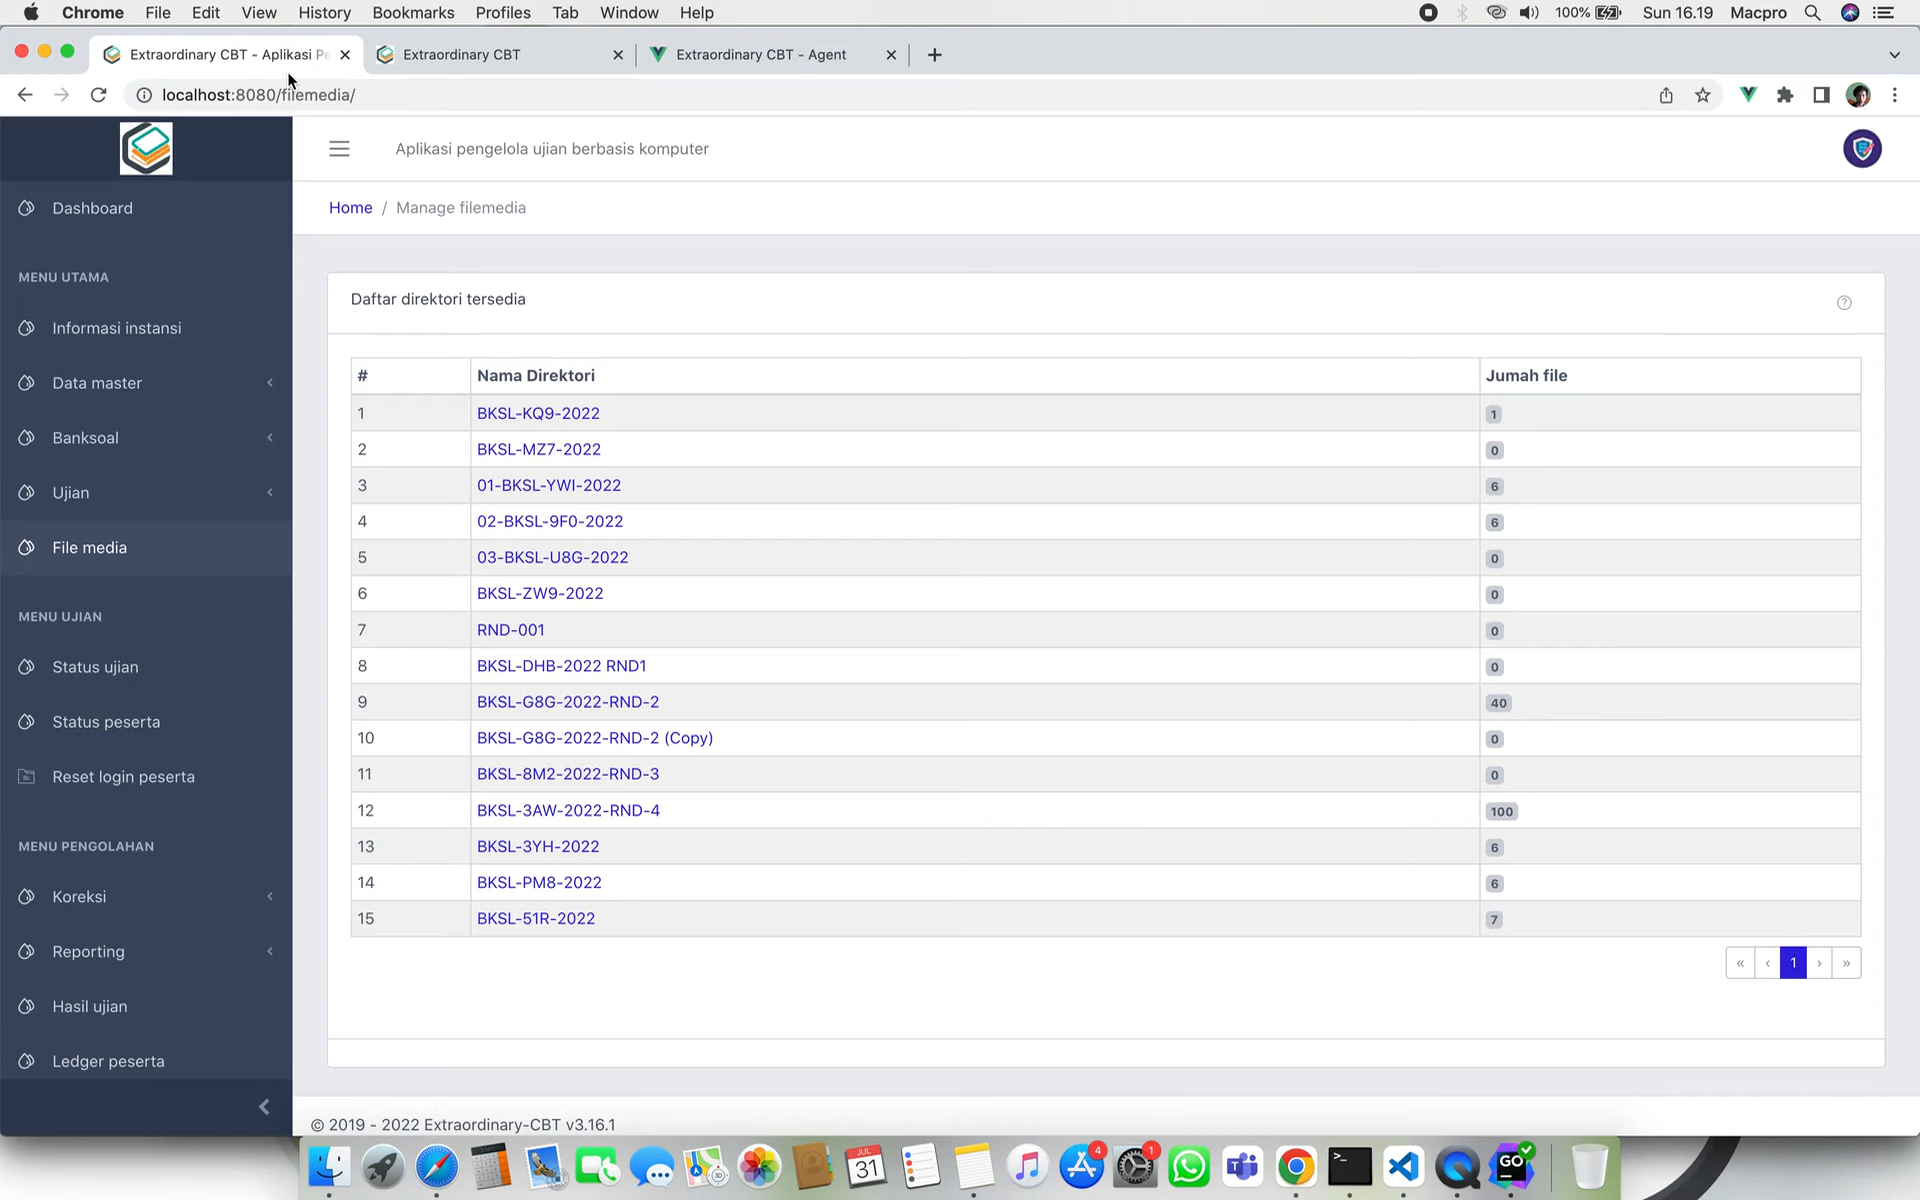 Chrome File Edit View History Bookmarks Profiles Tab Window Help 100% Sun 16.19 Macpro
Extraordinary CBT - Aplikasi Pe Extraordinary CBT Extraordinary CBT - Agent
localhost:8080/filemedia/
Aplikasi pengelola ujian berbasis komputer
Home / Manage filemedia
Dashboard
MENU UTAMA
Informasi instansi
Data master
Banksoal
Ujian
File media
MENU UJIAN
Status ujian
Status peserta
Reset login peserta
MENU PENGOLAHAN
Koreksi
Reporting
Hasil ujian
Ledger peserta
Daftar direktori tersedia
# Nama Direktori Jumah file
1 BKSL-KQ9-2022 1
2 BKSL-MZ7-2022 0
3 01-BKSL-YWI-2022 6
4 02-BKSL-9F0-2022 6
5 03-BKSL-U8G-2022 0
6 BKSL-ZW9-2022 0
7 RND-001 0
8 BKSL-DHB-2022 RND1 0
9 BKSL-G8G-2022-RND-2 40
10 BKSL-G8G-2022-RND-2 (Copy) 0
11 BKSL-8M2-2022-RND-3 0
12 BKSL-3AW-2022-RND-4 100
13 BKSL-3YH-2022 6
14 BKSL-PM8-2022 6
15 BKSL-51R-2022 7
« ‹ 1 › »
© 2019 - 2022 Extraordinary-CBT v3.16.1
JUL
31
4
1
GO